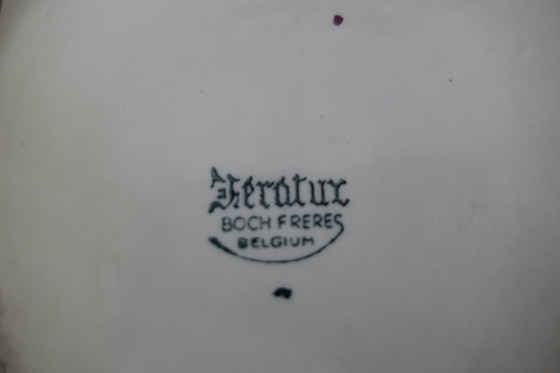 Keratux
BOCH FRERES
BELGIUM